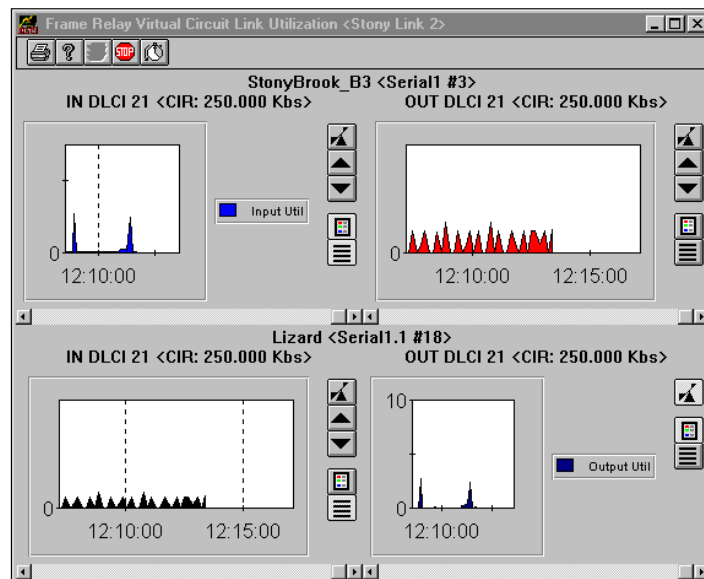 Frame Relay Virtual Circuit Link Utilization <Stony Link 2>
STOP
StonyBrook_B3 <Serial1 #3>
IN DLCI 21 <CIR: 250.000 Kbs>
OUT DLCI 21 <CIR: 250.000 Kbs>
Input Util
0
12:10:00
0
12:10:00
12:15:00
Lizard <Serial1.1 #18>
IN DLCI 21 <CIR: 250.000 Kbs>
OUT DLCI 21 <CIR: 250.000 Kbs>
0
12:10:00
12:15:00
10
0
12:10:00
Output Util